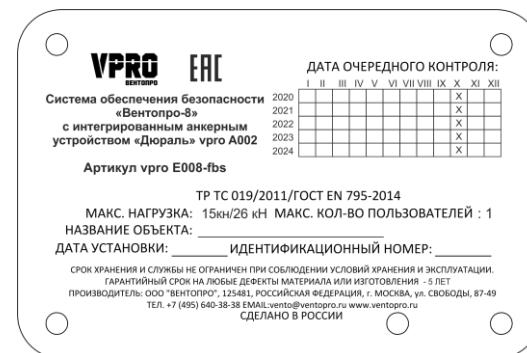 VPRO
ВЕНТОПРО
EAC
Система обеспечения безопасности
«Вентопро-8»
с интегрированным анкерным
устройством «Дюраль» vpro A002
Артикул vpro E008-fbs
ДАТА ОЧЕРЕДНОГО КОНТРОЛЯ:
I II III IV V VI VII VIII IX X XI XII
2020 X
2021 X
2022 X
2023 X
2024 X
ТР ТС 019/2011/ГОСТ EN 795-2014
МАКС. НАГРУЗКА: 15кн/26 кН МАКС. КОЛ-ВО ПОЛЬЗОВАТЕЛЕЙ : 1
НАЗВАНИЕ ОБЪЕКТА:
ДАТА УСТАНОВКИ: ИДЕНТИФИКАЦИОННЫЙ НОМЕР:
СРОК ХРАНЕНИЯ И СЛУЖБЫ НЕ ОГРАНИЧЕН ПРИ СОБЛЮДЕНИИ УСЛОВИЙ ХРАНЕНИЯ И ЭКСПЛУАТАЦИИ.
ГАРАНТИЙНЫЙ СРОК НА ЛЮБЫЕ ДЕФЕКТЫ МАТЕРИАЛА ИЛИ ИЗГОТОВЛЕНИЯ - 5 ЛЕТ
ПРОИЗВОДИТЕЛЬ: ООО "ВЕНТОПРО", 125481, РОССИЙСКАЯ ФЕДЕРАЦИЯ, г. МОСКВА, ул. СВОБОДЫ, 87-49
ТЕЛ. +7 (495) 640-38-38 EMAIL:vento@ventopro.ru www.ventopro.ru
СДЕЛАНО В РОССИИ